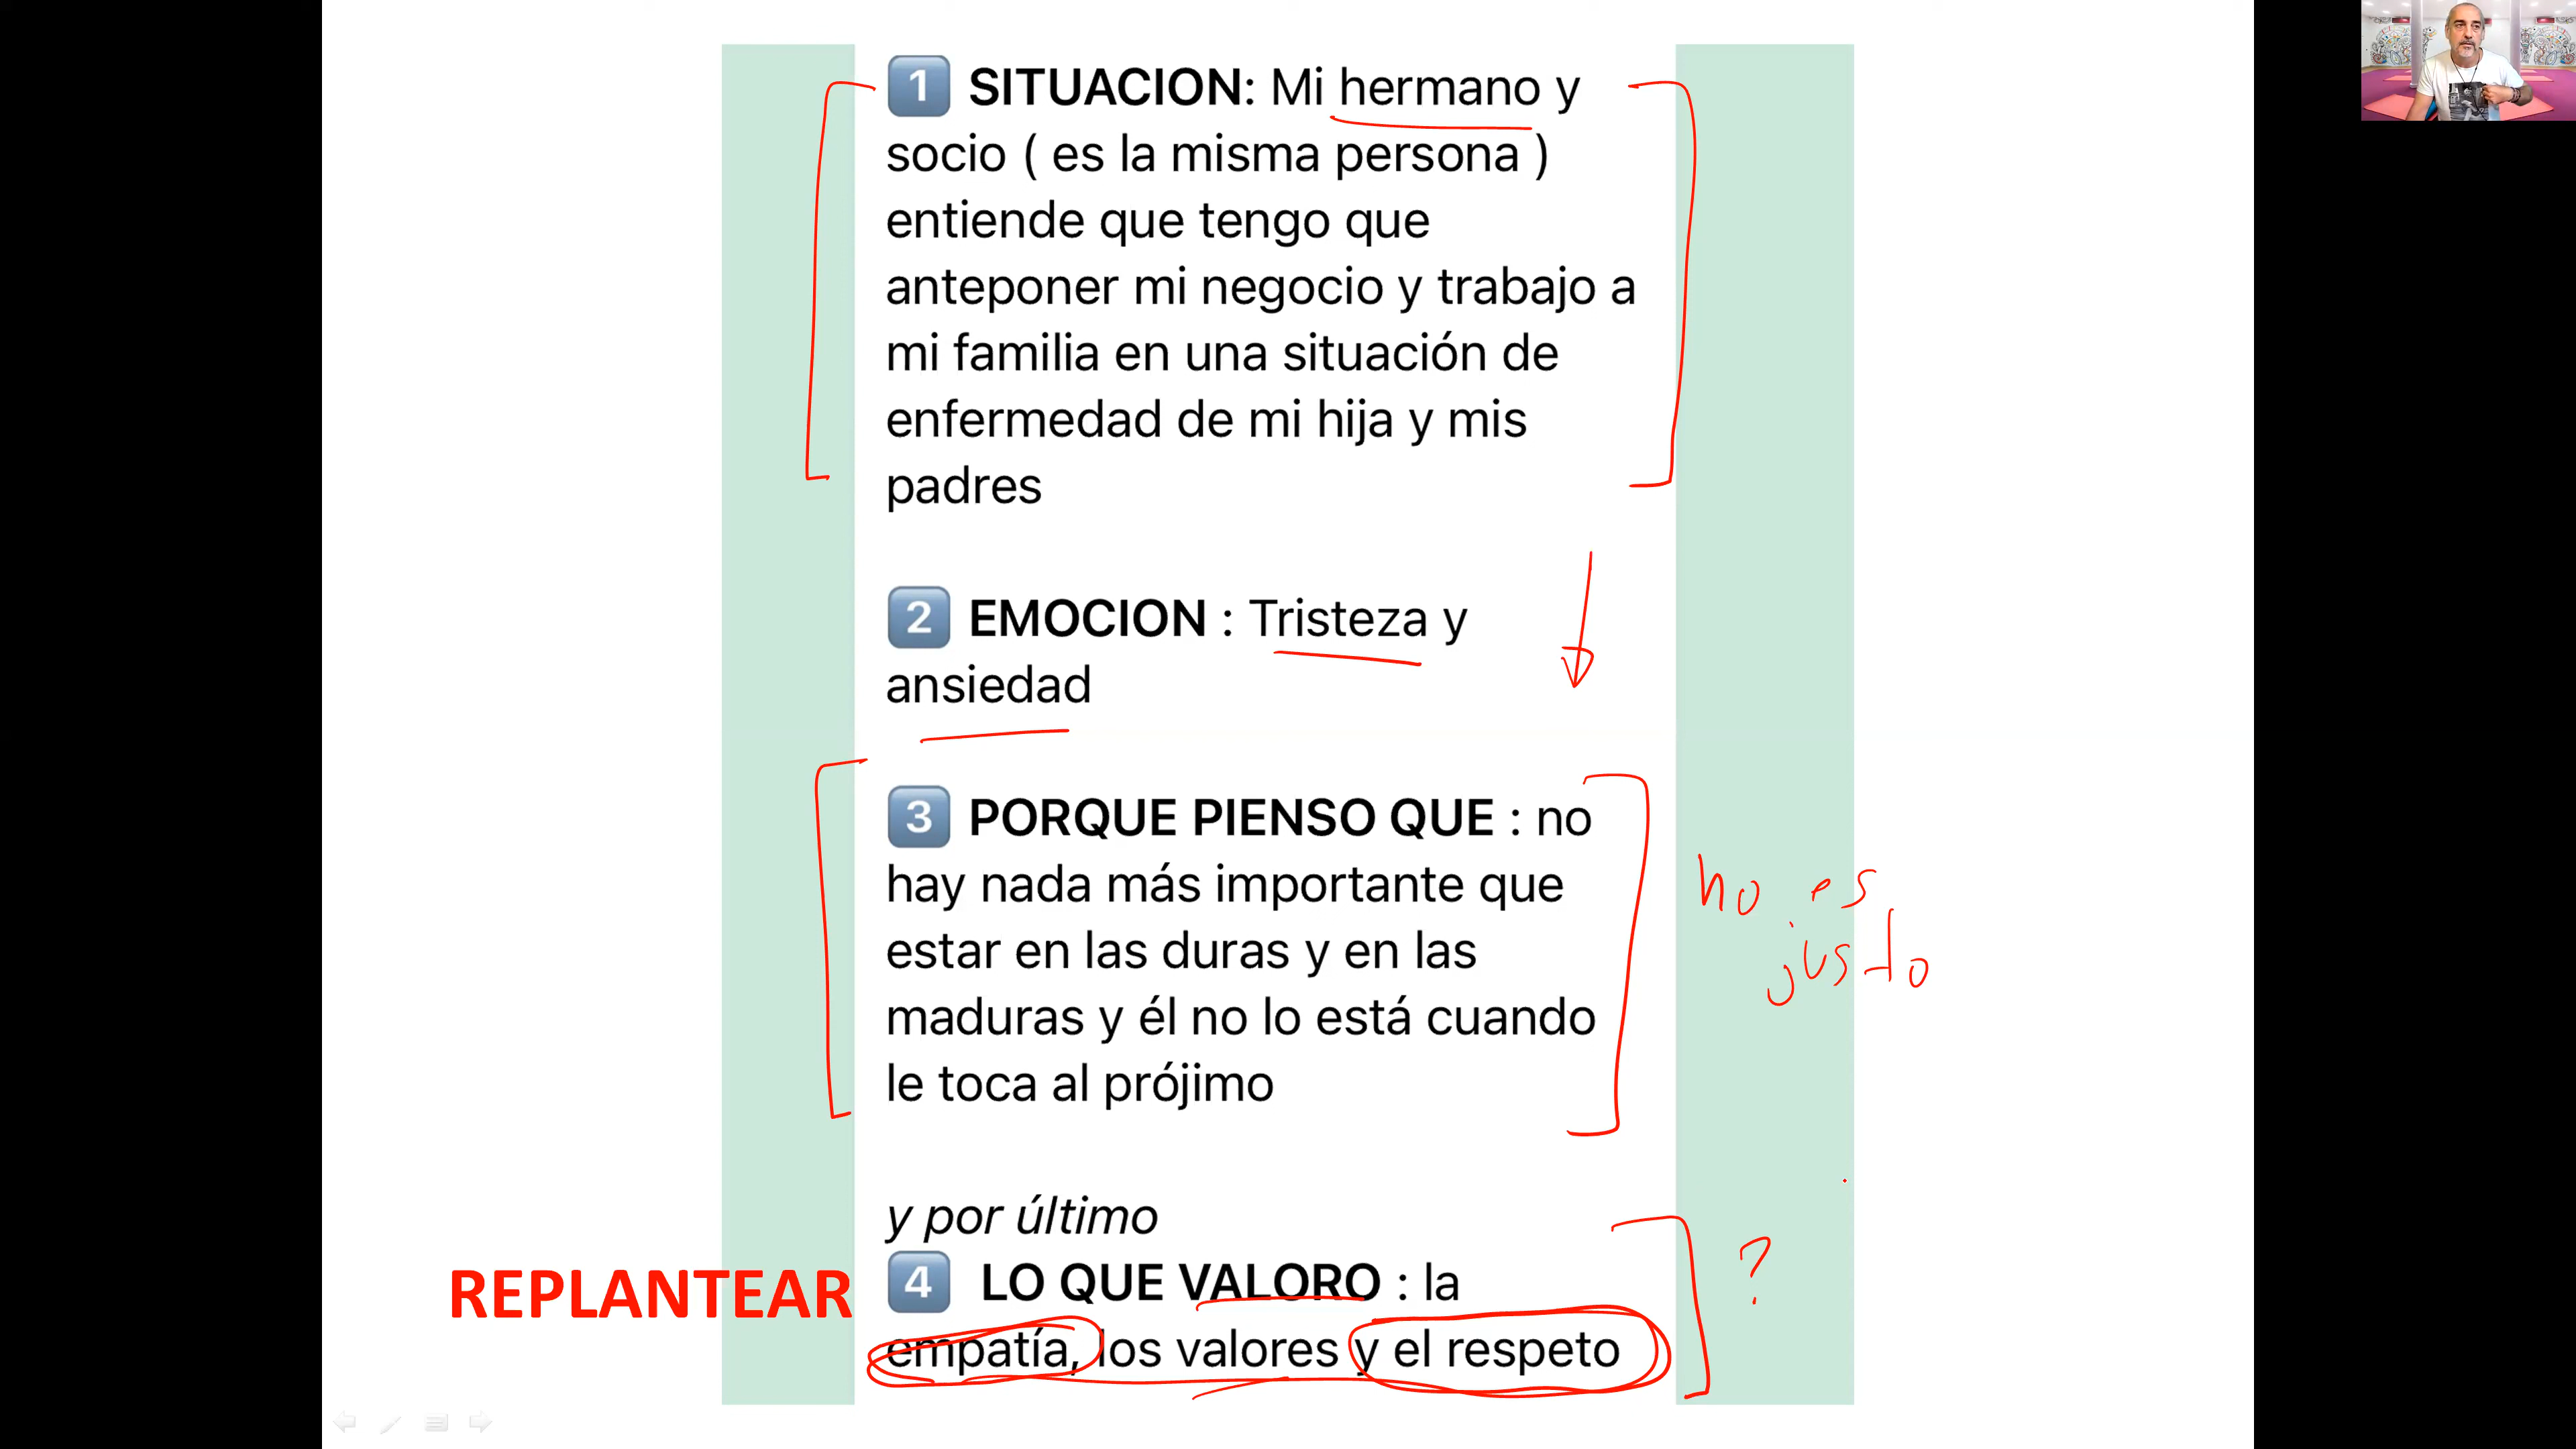 1 SITUACION: Mi hermano y
socio ( es la misma persona )
entiende que tengo que
anteponer mi negocio y trabajo a
mi familia en una situación de
enfermedad de mi hija y mis
padres
2 EMOCION : Tristeza y
ansiedad
3 PORQUE PIENSO QUE : no
hay nada más importante que
estar en las duras y en las
maduras y él no lo está cuando
le toca al prójimo
no es
justo
y por último
REPLANTEAR
4 LO QUE VALORO : la
empatía, los valores y el respeto
?